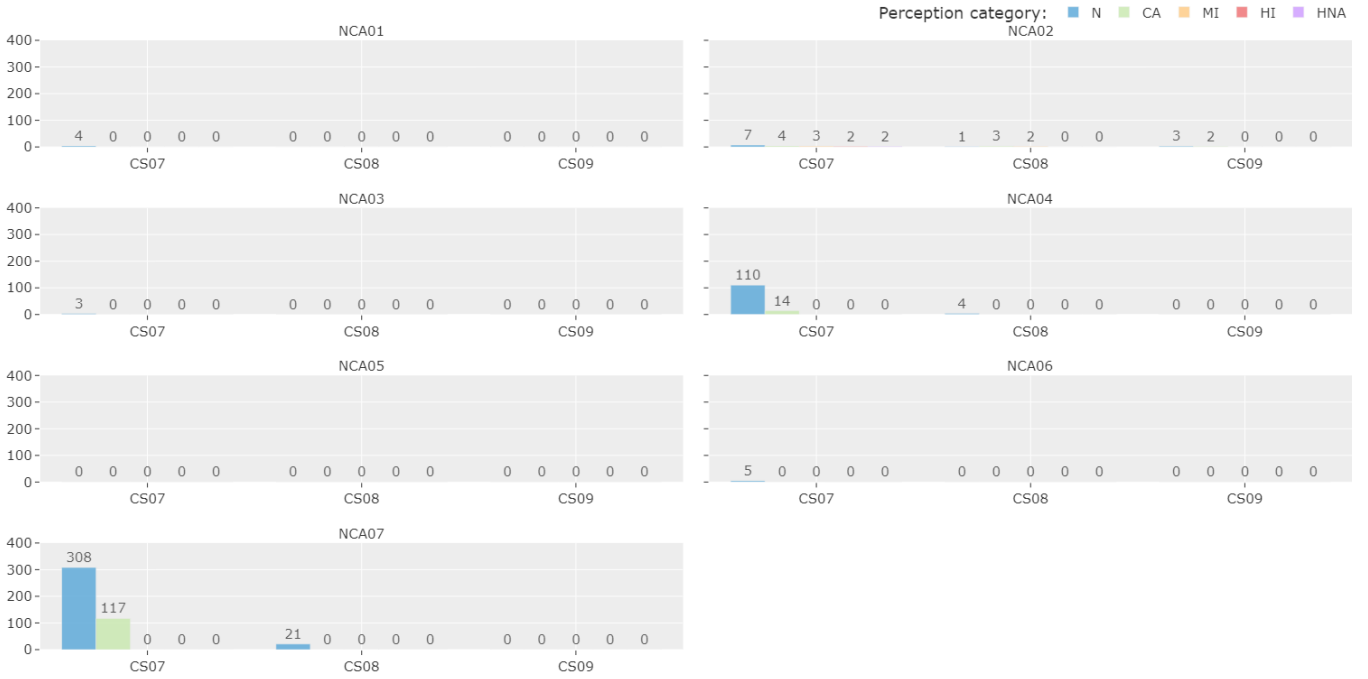 Perception category: N CA MI HI HNA
NCA01 NCA02
400
300
200
100
0
4 0 0 0 0 0 0 0 0 0 0 0 0 0 0
7 4 3 2 2 1 3 2 0 0 3 2 0 0 0
CS07 CS08 CS09 CS07 CS08 CS09
NCA03 NCA04
400
300
200
100
0
3 0 0 0 0 0 0 0 0 0 0 0 0 0 0
110 14 0 0 0 4 0 0 0 0 0 0 0 0 0
CS07 CS08 CS09 CS07 CS08 CS09
NCA05 NCA06
400
300
200
100
0
0 0 0 0 0 0 0 0 0 0 0 0 0 0 0
5 0 0 0 0 0 0 0 0 0 0 0 0 0 0
CS07 CS08 CS09 CS07 CS08 CS09
NCA07
400
300
200
100
0
308 117 0 0 0 21 0 0 0 0 0 0 0 0 0
CS07 CS08 CS09